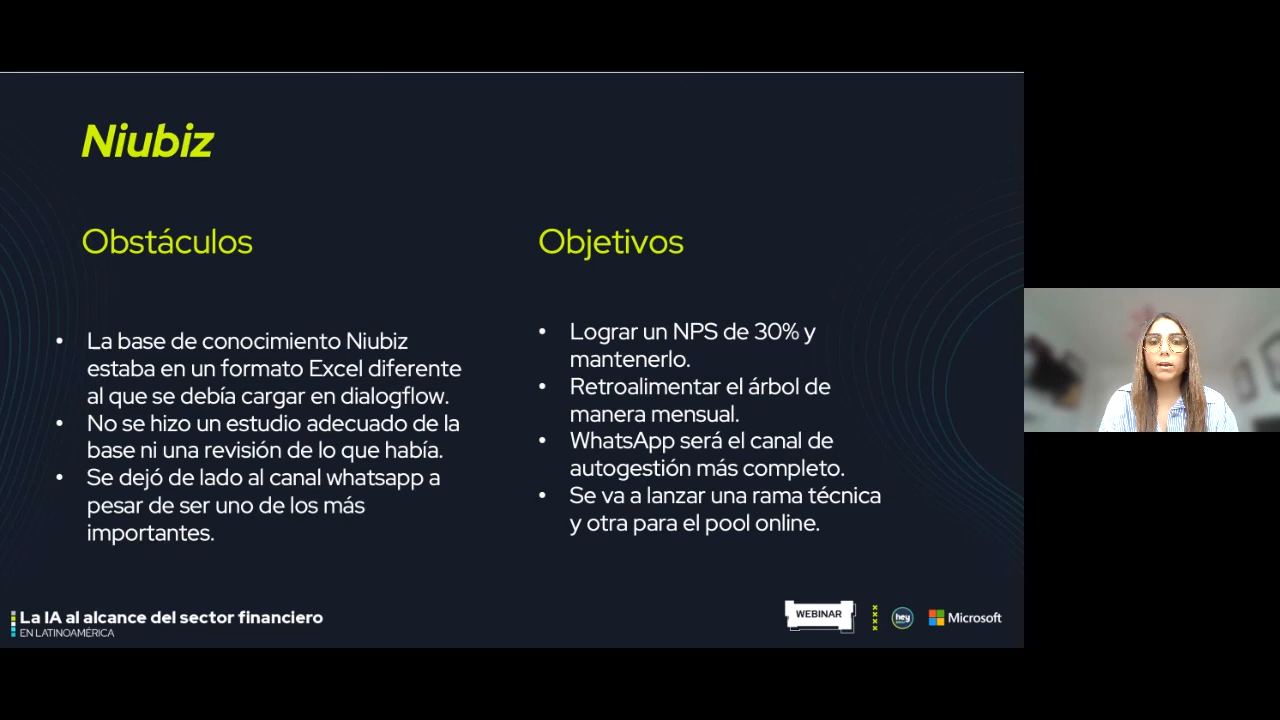 Niubiz
Obstáculos
La base de conocimiento Niubiz
estaba en un formato Excel diferente
al que se debía cargar en dialogflow.
No se hizo un estudio adecuado de la
base ni una revisión de lo que había.
Se dejó de lado al canal whatsapp a
pesar de ser uno de los más
importantes.
Objetivos
Lograr un NPS de 30% y
mantenerlo.
Retroalimentar el árbol de
manera mensual.
WhatsApp será el canal de
autogestión más completo.
Se va a lanzar una rama técnica
y otra para el pool online.
La IA al alcance del sector financiero
EN LATINOAMÉRICA
WEBINAR
hey
Microsoft